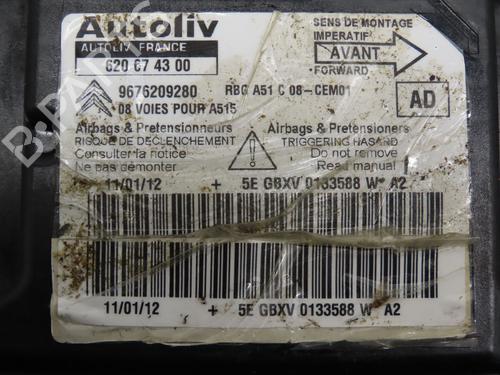 Autoliv
AUTOLIV FRANCE
620 67 43 00
SENS DE MONTAGE
IMPERATIF
AVANT
FORWARD
9676209280
RBG A51 C 08-CEM01
08 VOIES POUR A515
AD
Airbags & Pretensionneurs
RISQUE DE DECLENCHEMENT
Consulter la notice
Ne pas démonter
Airbags & Pretensioners
TRIGGERING HASARD
Do not remove
Read manual
11/01/12 + 5E GBXV 0133588 W A2
11/01/12 + 5E GBXV 0133588 W A2